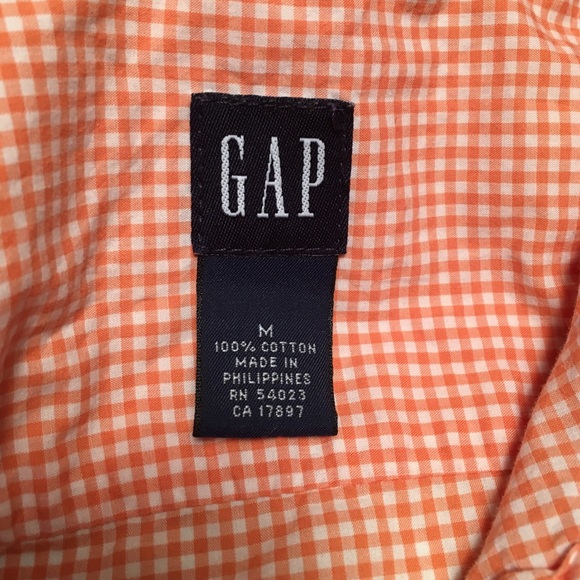 GAP
M
100% COTTON
MADE IN
PHILIPPINES
RN 54023
CA 17897